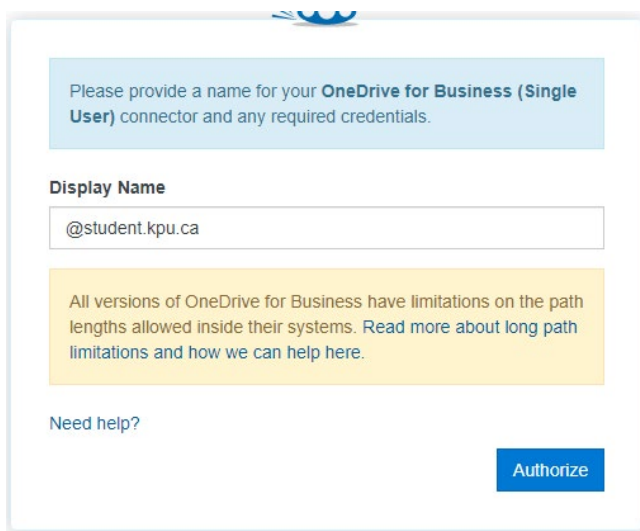 Please provide a name for your OneDrive for Business (Single
User) connector and any required credentials.
Display Name
@student.kpu.ca
All versions of OneDrive for Business have limitations on the path
lengths allowed inside their systems. Read more about long path
limitations and how we can help here.
Need help?
Authorize